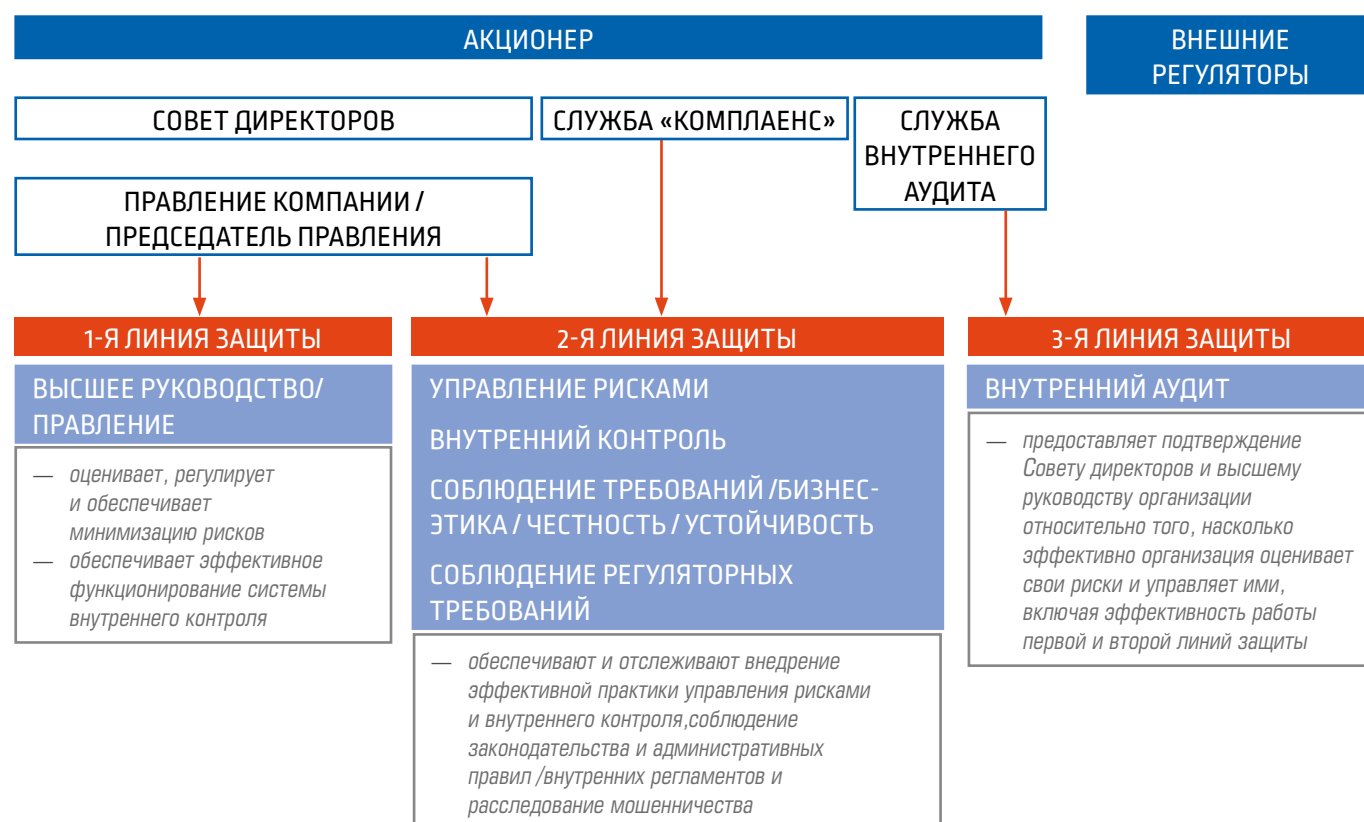 АКЦИОНЕР
ВНЕШНИЕ
РЕГУЛЯТОРЫ
СОВЕТ ДИРЕКТОРОВ
СЛУЖБА «КОМПЛАЕНС»
СЛУЖБА
ВНУТРЕННЕГО
АУДИТА
ПРАВЛЕНИЕ КОМПАНИИ /
ПРЕДСЕДАТЕЛЬ ПРАВЛЕНИЯ
1-Я ЛИНИЯ ЗАЩИТЫ
ВЫСШЕЕ РУКОВОДСТВО/
ПРАВЛЕНИЕ
— оценивает, регулирует
и обеспечивает
минимизацию рисков
— обеспечивает эффективное
функционирование системы
внутреннего контроля
2-Я ЛИНИЯ ЗАЩИТЫ
УПРАВЛЕНИЕ РИСКАМИ
ВНУТРЕННИЙ КОНТРОЛЬ
СОБЛЮДЕНИЕ ТРЕБОВАНИЙ /БИЗНЕС-
ЭТИКА / ЧЕСТНОСТЬ / УСТОЙЧИВОСТЬ
СОБЛЮДЕНИЕ РЕГУЛЯТОРНЫХ
ТРЕБОВАНИЙ
— обеспечивают и отслеживают внедрение
эффективной практики управления рисками
и внутреннего контроля,соблюдение
законодательства и административных
правил /внутренних регламентов и
расследование мошенничества
3-Я ЛИНИЯ ЗАЩИТЫ
ВНУТРЕННИЙ АУДИТ
— предоставляет подтверждение
Совету директоров и высшему
руководству организации
относительно того, насколько
эффективно организация оценивает
свои риски и управляет ими,
включая эффективность работы
первой и второй линий защиты